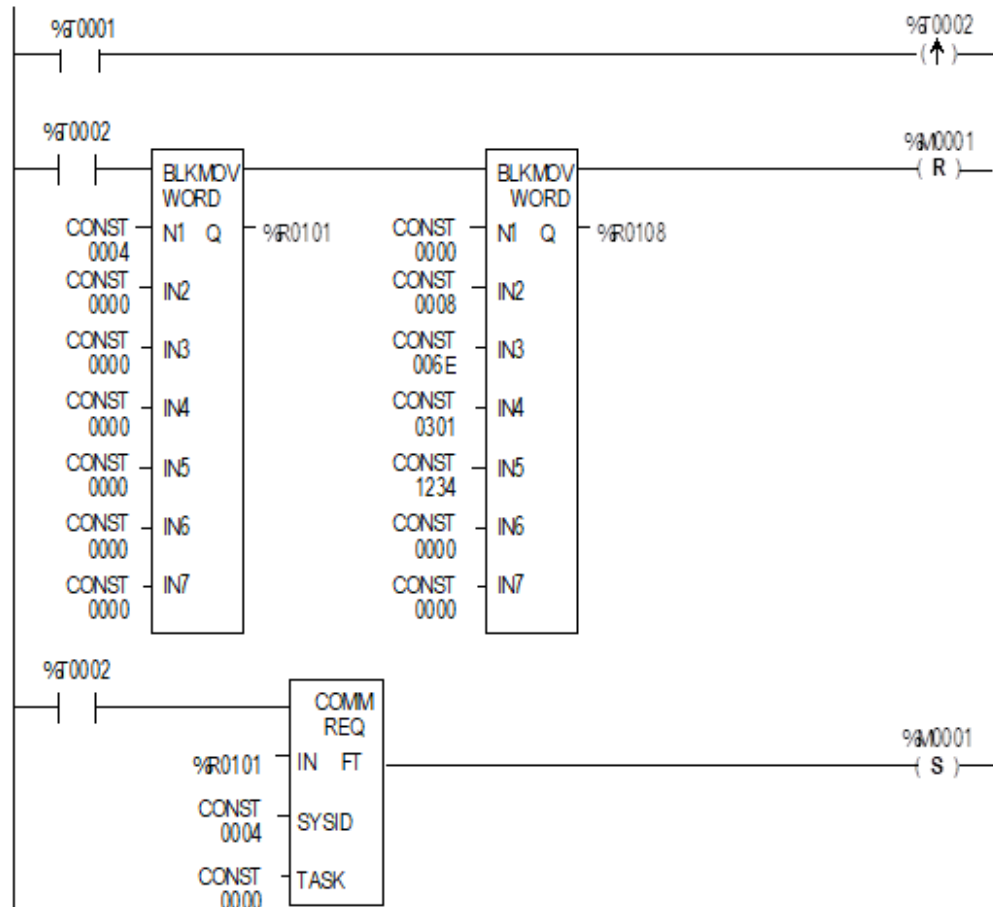 %T0001 %T0002
(↑)
%T0002 %M0001
BLKMOV BLKMOV ( R )
WORD WORD
CONST N1 Q %R0101 CONST N1 Q %R0108
0004 0000
CONST IN2 CONST IN2
0000 0008
CONST IN3 CONST IN3
0000 006E
CONST IN4 CONST IN4
0000 0301
CONST IN5 CONST IN5
0000 1234
CONST IN6 CONST IN6
0000 0000
CONST IN7 CONST IN7
0000 0000
%T0002
COMM
REQ %M0001
%R0101 IN FT ( S )
CONST SYSID
0004
CONST TASK
0000